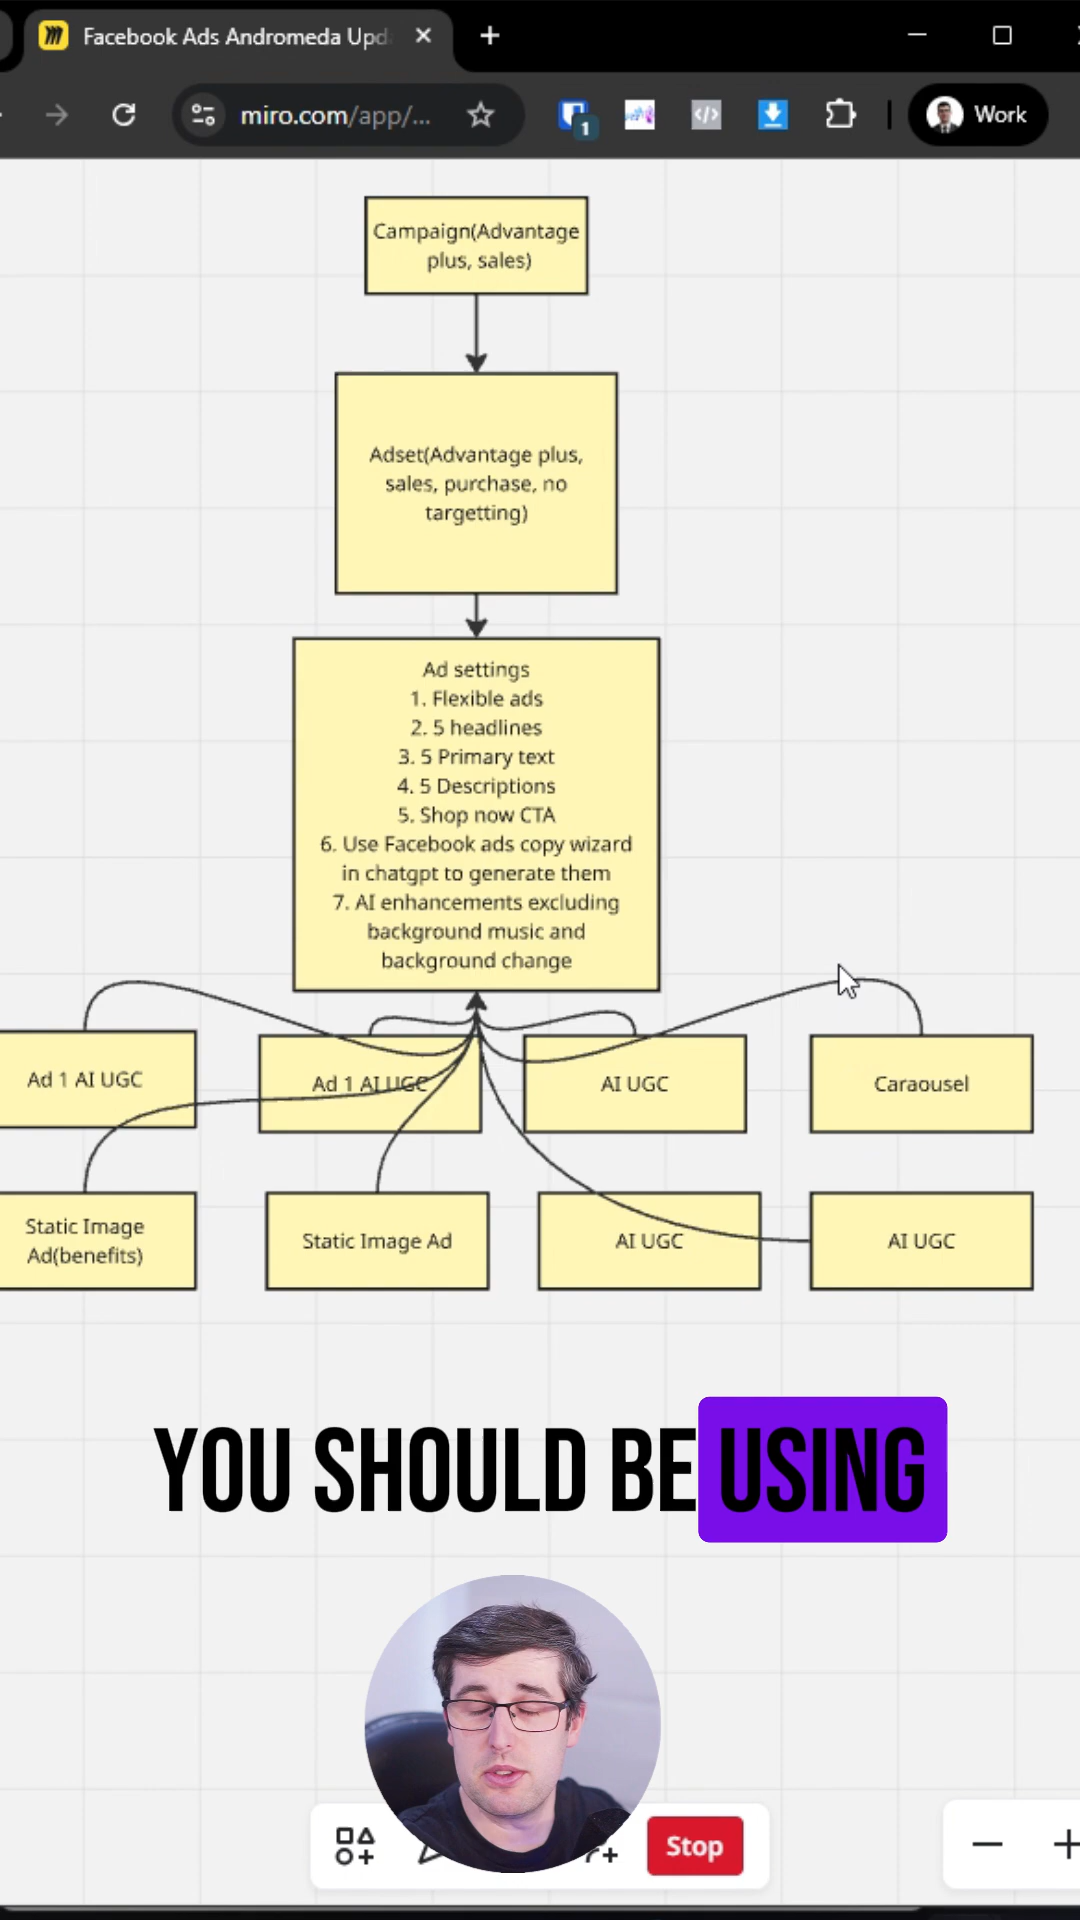 Facebook Ads Andromeda Upd
miro.com/app/...
1
Work
Campaign(Advantage
plus, sales)
Adset(Advantage plus,
sales, purchase, no
targetting)
Ad settings
1. Flexible ads
2. 5 headlines
3. 5 Primary text
4. 5 Descriptions
5. Shop now CTA
6. Use Facebook ads copy wizard
in chatgpt to generate them
7. AI enhancements excluding
background music and
background change
Ad 1 AI UGC
Ad 1 AI UGC
AI UGC
Caraousel
Static Image
Ad(benefits)
Static Image Ad
AI UGC
AI UGC
YOU SHOULD BE USING
Stop